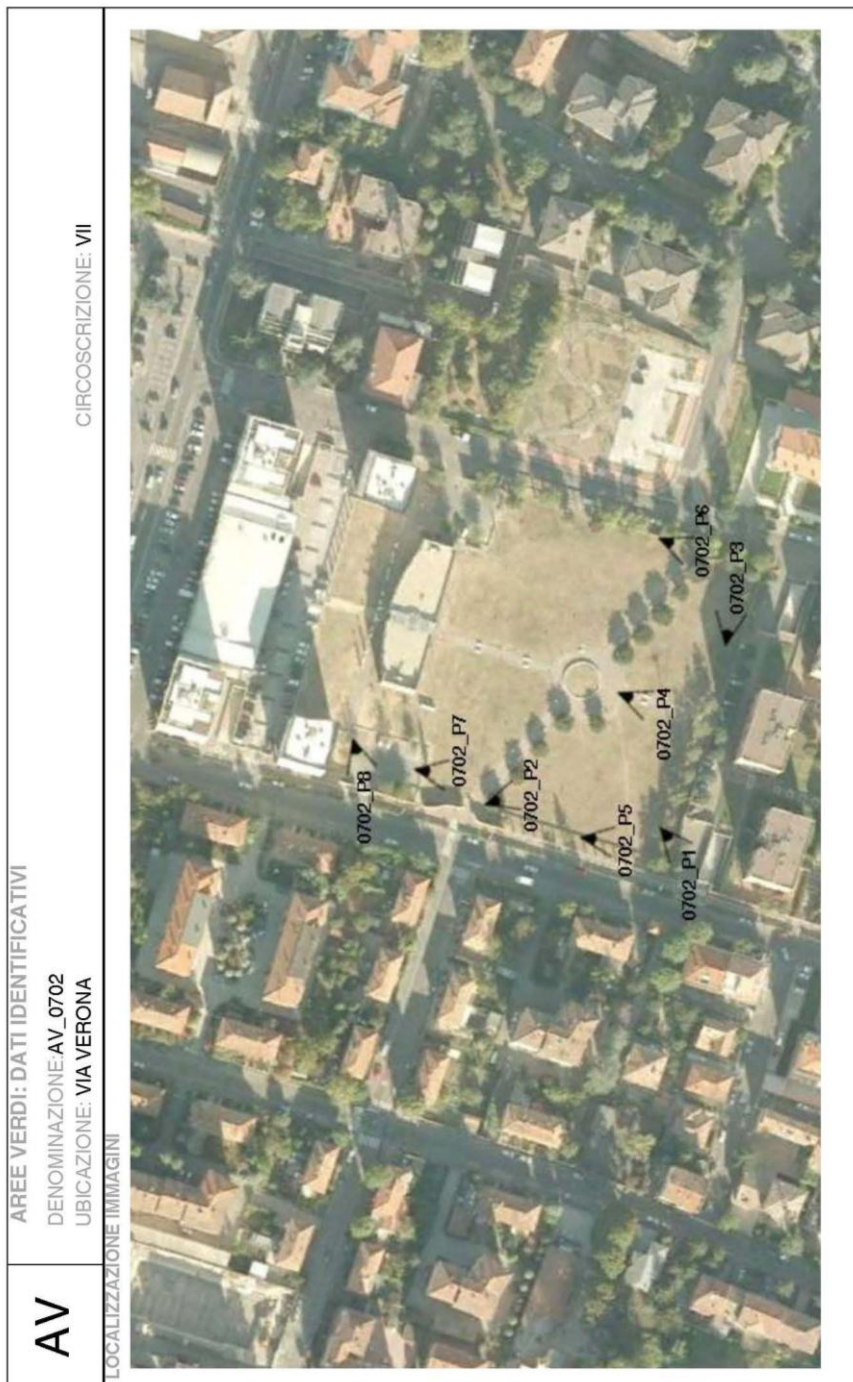 AV
AREE VERDI: DATI IDENTIFICATIVI
DENOMINAZIONE:AV_0702
UBICAZIONE: VIA VERONA
CIRCOSCRIZIONE: VII
LOCALIZZAZIONE IMMAGINI
0702_P8
0702_P7
0702_P2
0702_P5
0702_P1
0702_P4
0702_P6
0702_P3